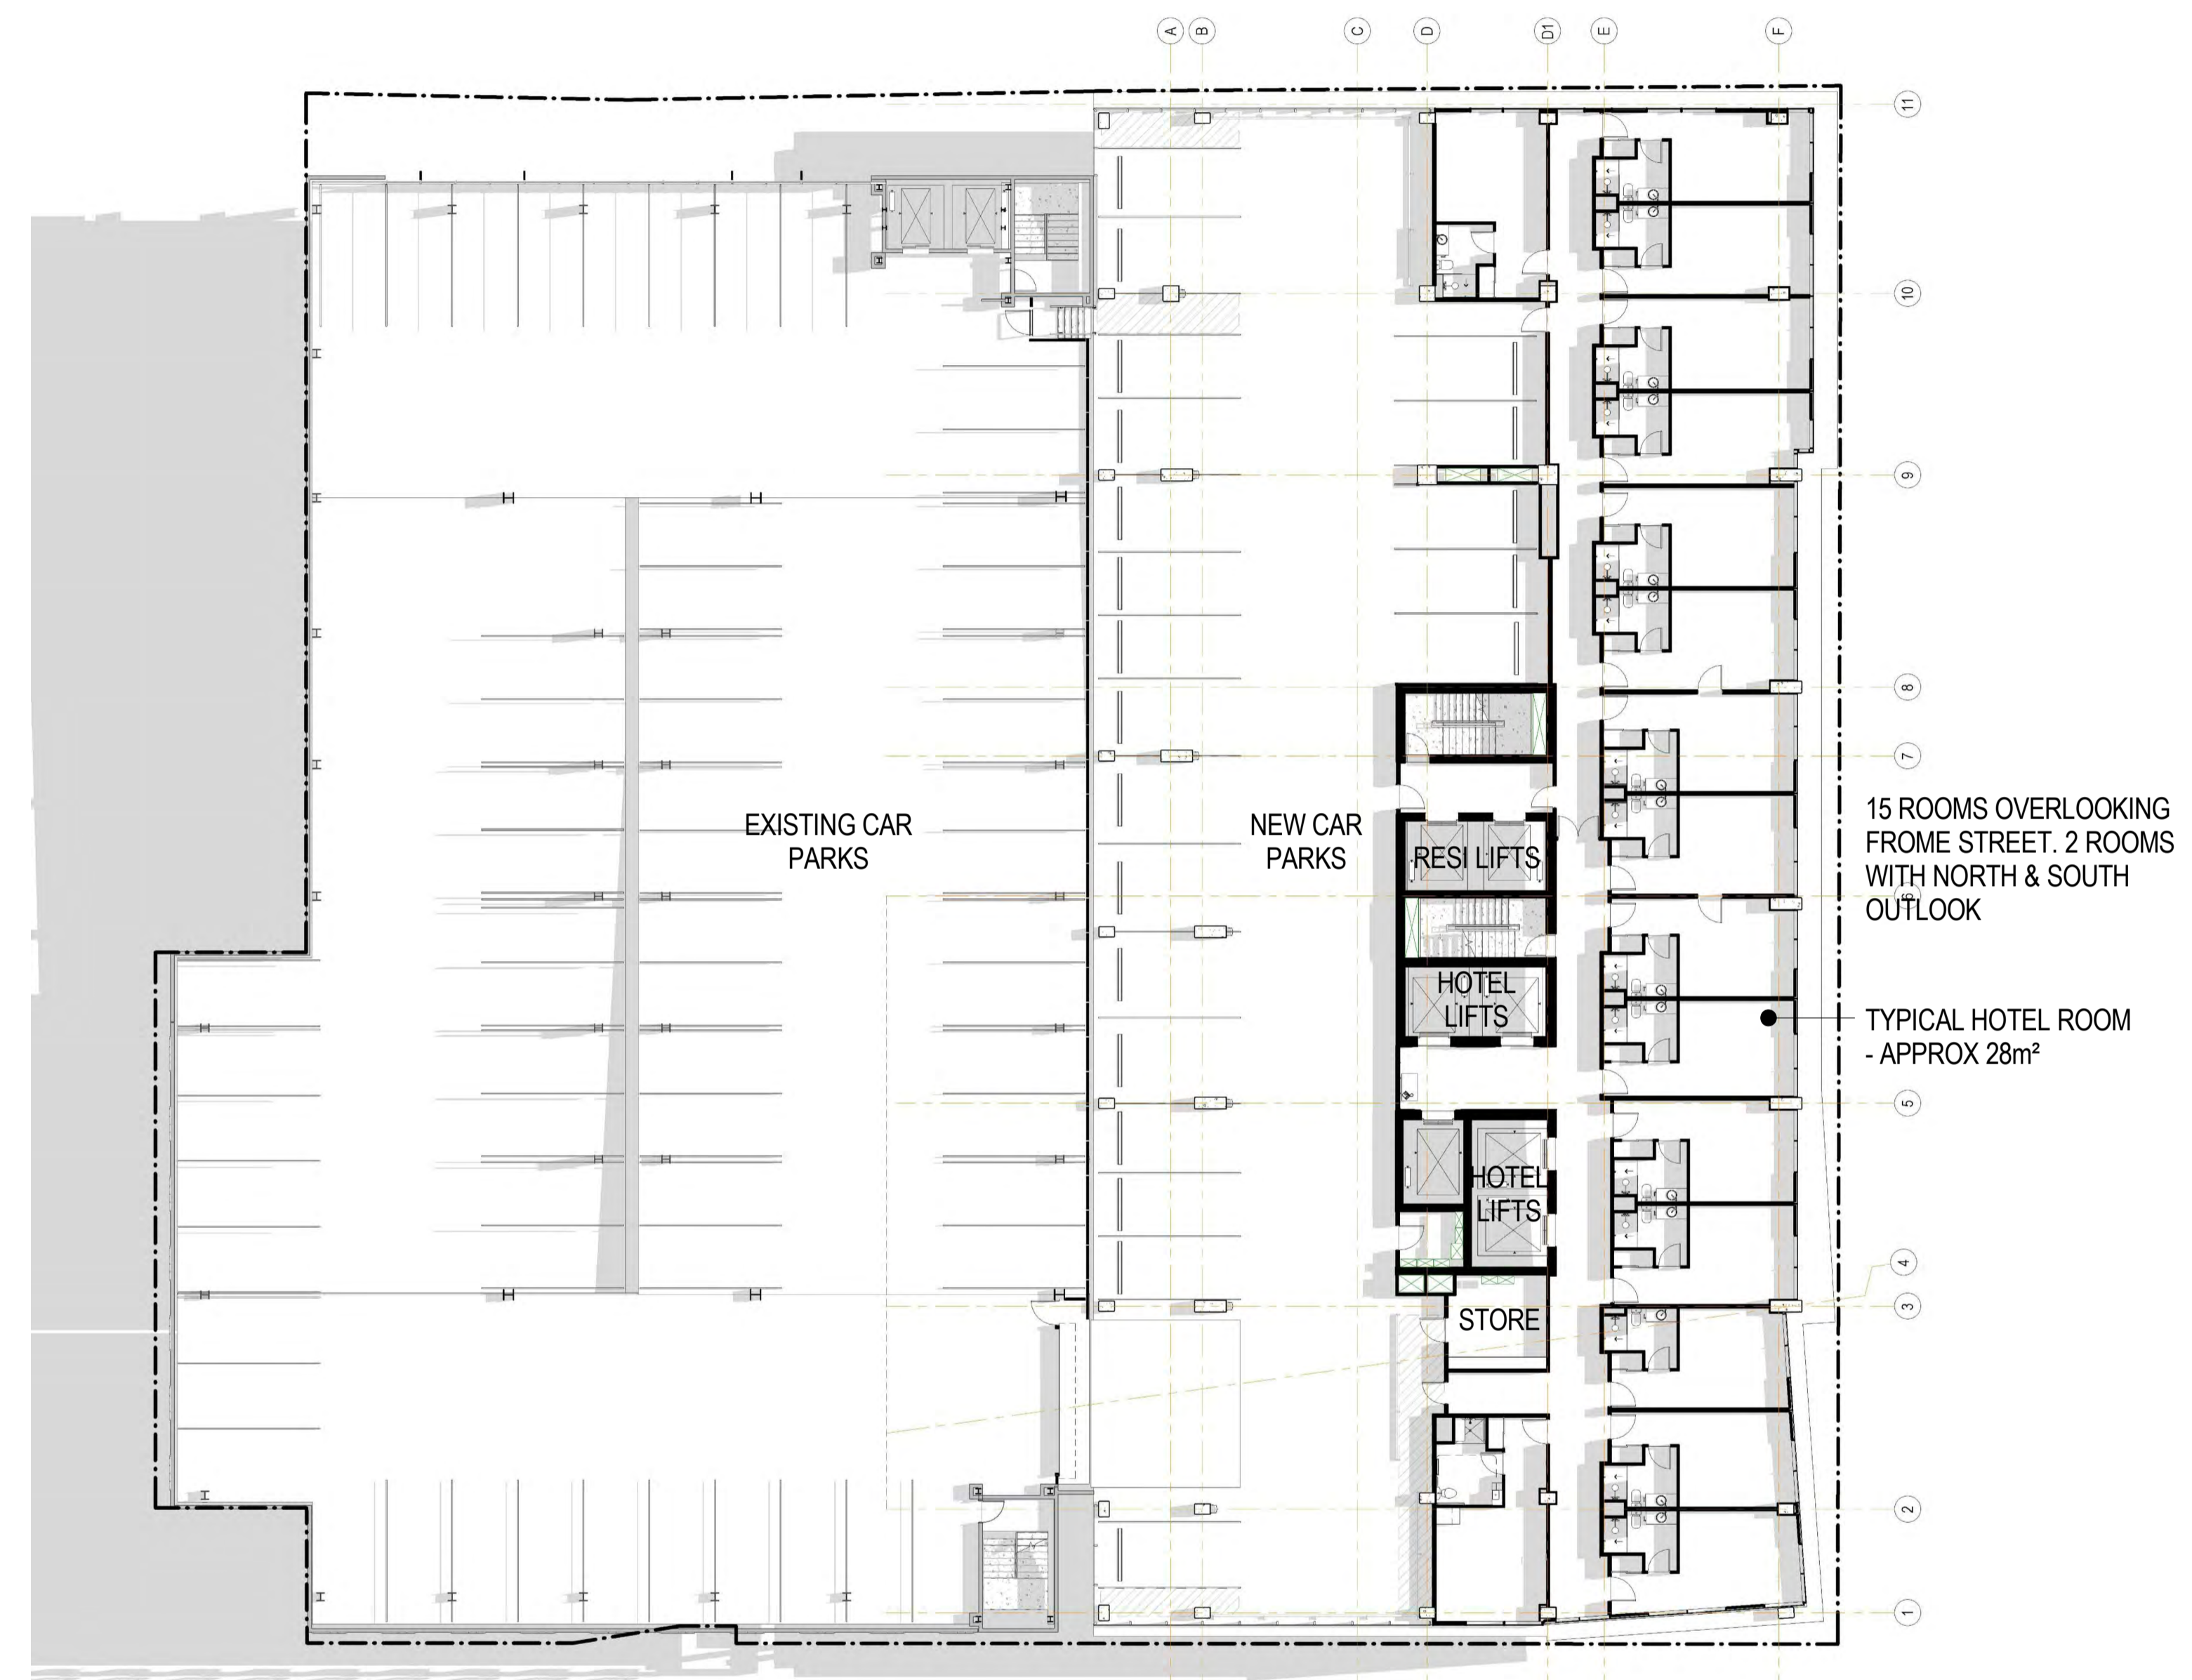 A
B
C
D
D1
E
F
11
10
9
8
7
6
5
4
3
2
1
EXISTING CAR
PARKS
NEW CAR
PARKS
RESI LIFTS
HOTEL
LIFTS
HOTEL
LIFTS
STORE
15 ROOMS OVERLOOKING
FROME STREET. 2 ROOMS
WITH NORTH & SOUTH
OUTLOOK
TYPICAL HOTEL ROOM
- APPROX 28m²